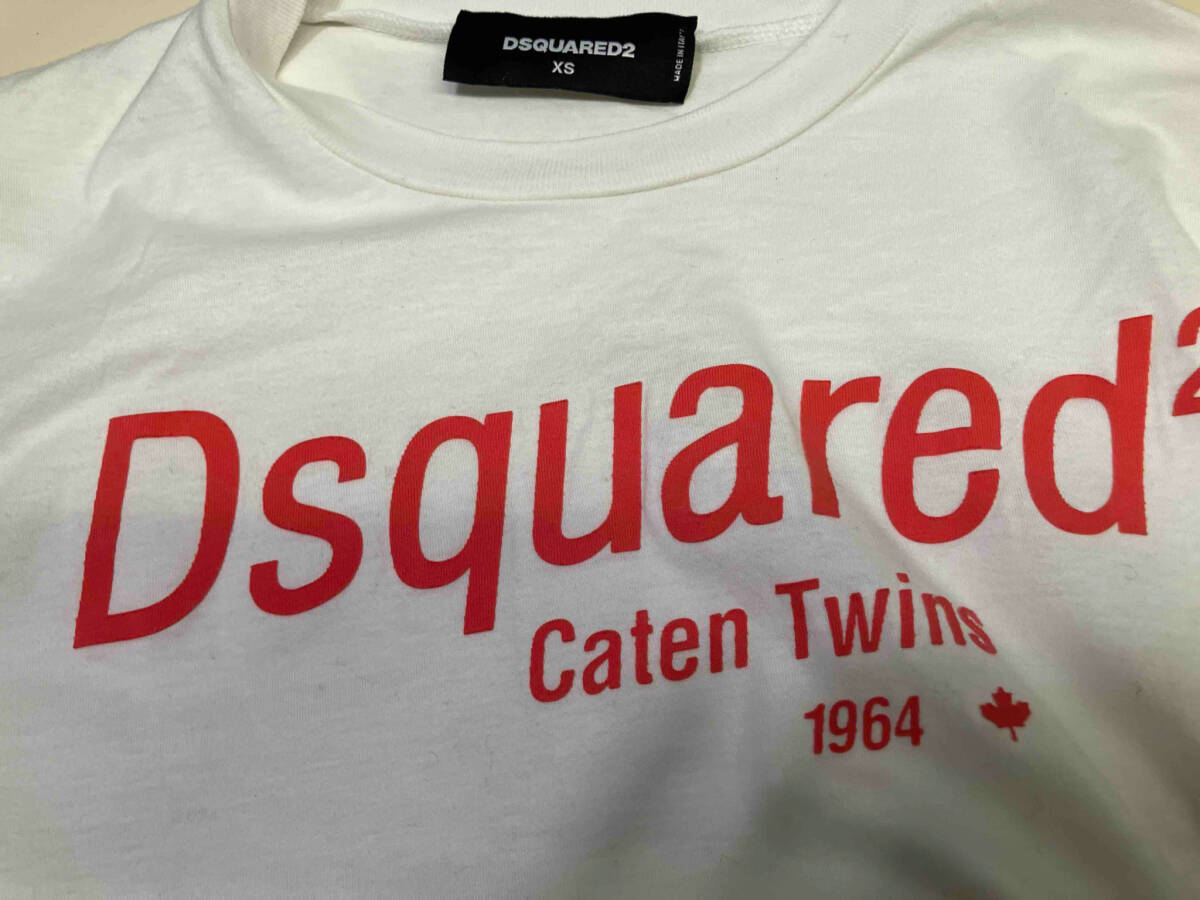 DSQUARED2
XS
MADE IN ITALY
Dsquared2
Caten Twins
1964